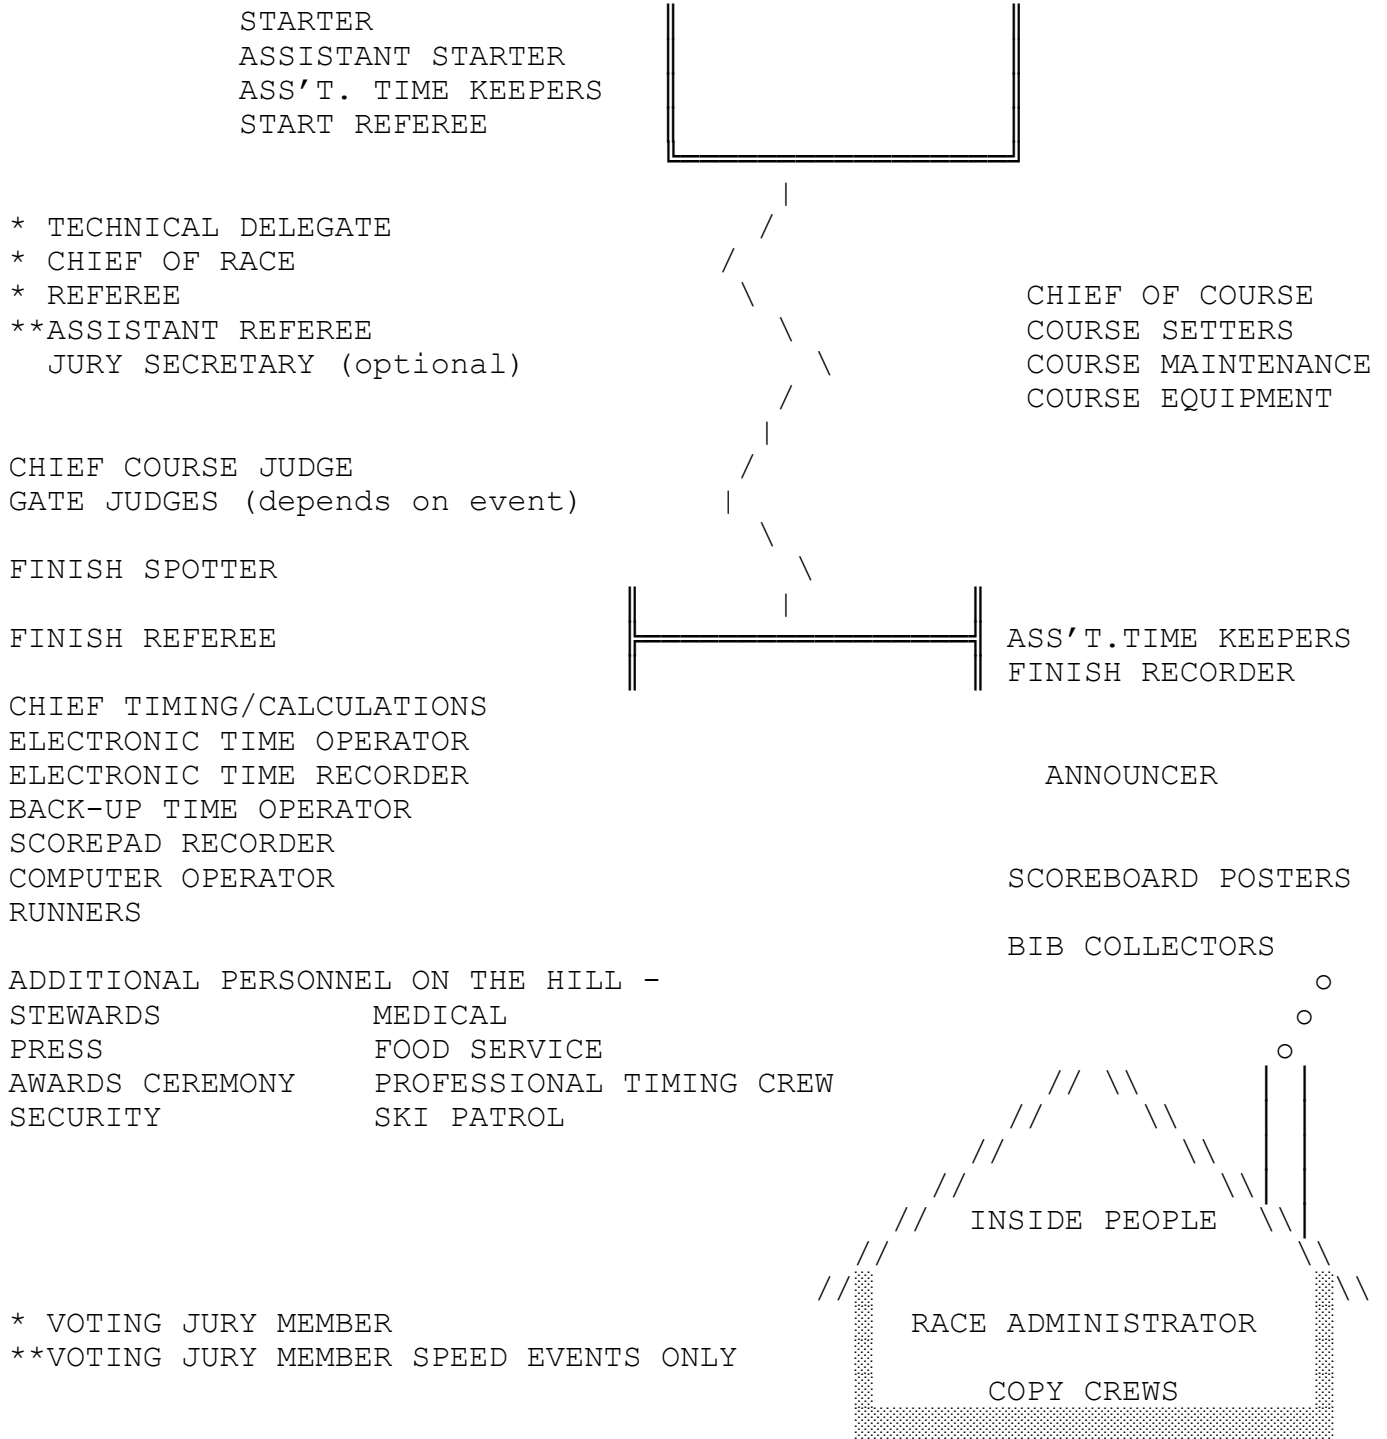 STARTER
ASSISTANT STARTER
ASS'T. TIME KEEPERS
START REFEREE
* TECHNICAL DELEGATE
* CHIEF OF RACE
* REFEREE
**ASSISTANT REFEREE
JURY SECRETARY (optional)
CHIEF OF COURSE
COURSE SETTERS
COURSE MAINTENANCE
COURSE EQUIPMENT
CHIEF COURSE JUDGE
GATE JUDGES (depends on event)
FINISH SPOTTER
FINISH REFEREE
ASS'T.TIME KEEPERS
FINISH RECORDER
CHIEF TIMING/CALCULATIONS
ELECTRONIC TIME OPERATOR
ELECTRONIC TIME RECORDER
BACK-UP TIME OPERATOR
SCOREPAD RECORDER
COMPUTER OPERATOR
RUNNERS
ANNOUNCER
SCOREBOARD POSTERS
BIB COLLECTORS
ADDITIONAL PERSONNEL ON THE HILL -
STEWARDS MEDICAL
PRESS FOOD SERVICE
AWARDS CEREMONY PROFESSIONAL TIMING CREW
SECURITY SKI PATROL
INSIDE PEOPLE
RACE ADMINISTRATOR
COPY CREWS
* VOTING JURY MEMBER
**VOTING JURY MEMBER SPEED EVENTS ONLY